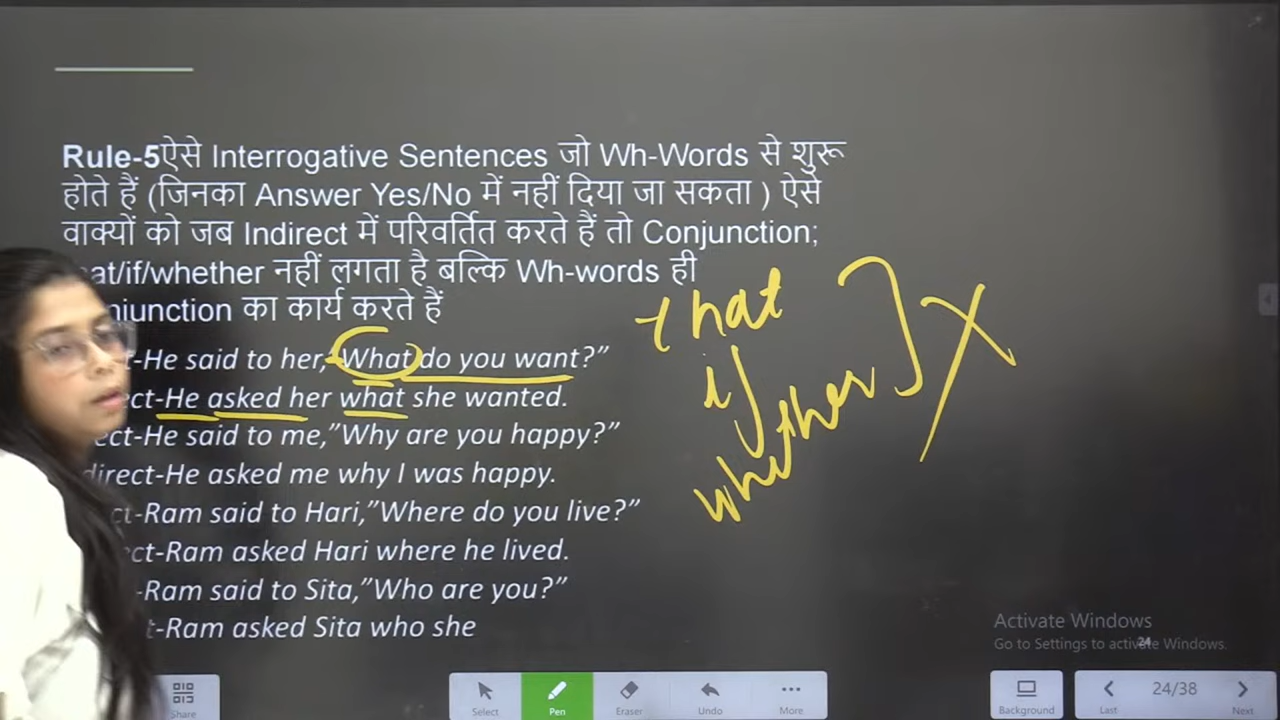 Rule-5ऐसे Interrogative Sentences जो Wh-Words से शुरू
होते हैं (जिनका Answer Yes/No में नहीं दिया जा सकता ) ऐसे
वाक्यों को जब Indirect में परिवर्तित करते हैं तो Conjunction;
at/if/whether नहीं लगता है बल्कि Wh-words ही
njunction का कार्य करते हैं
t-He said to her, What do you want?”
ect-He asked her what she wanted.
ect-He said to me,”Why are you happy?”
direct-He asked me why I was happy.
ct-Ram said to Hari,”Where do you live?”
ect-Ram asked Hari where he lived.
-Ram said to Sita,”Who are you?”
t-Ram asked Sita who she
that
if
whether
Activate Windows
Go to Settings to activate Windows.
24
Share
Select
Pen
Eraser
Undo
More
Background
Last
24/38
Next